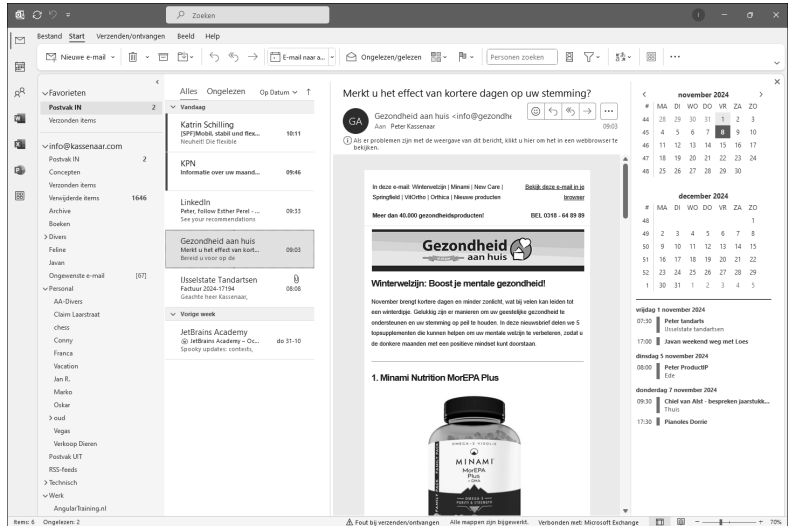 Zoeken
Bestand Start Verzenden/ontvangen Beeld Help
Nieuwe e-mail E-mail naar a... Ongelezen/gelezen Personen zoeken
Favorieten
Postvak IN 2
Verzonden items
info@kassenaar.com
Postvak IN 2
Concepten
Verzonden items
Verwijderde items 1646
Archive
Boeken
Divers
Feline
Javan
Ongewenste e-mail [67]
Personal
AA-Divers
Claim Laarstraat
chess
Conny
Franca
Vacation
Jan R.
Marko
Oskar
oud
Vegas
Verkoop Dieren
Postvak UIT
RSS-feeds
Technisch
Werk
AngularTraining.nl
Alles Ongelezen Op Datum ↑
Vandaag
Katrin Schilling
[SPF]Mobil, stabil und flex... 10:11
Neuheit! Die flexible
KPN
Informatie over uw maand... 09:46
LinkedIn
Peter, follow Esther Perel - ... 09:33
See your recommendations
Gezondheid aan huis
Merkt u het effect van kort... 09:03
Bereid u voor op de
IJsselstate Tandartsen
Factuur 2024-17194 08:08
Geachte heer Kassenaar,
Vorige week
JetBrains Academy
JetBrains Academy – Oc... do 31-10
Spooky updates: contests,
Merkt u het effect van kortere dagen op uw stemming?
GA
Gezondheid aan huis <info@gezondhe
Aan Peter Kassenaar 09:03
Als er problemen zijn met de weergave van dit bericht, klikt u hier om het in een webbrowser te
bekijken.
In deze e-mail: Winterwelzijn | Minami | New Care |
Springfield | VitOrtho | Orthica | Nieuwe producten
Bekijk deze e-mail in je
browser
Meer dan 40.000 gezondheidsproducten! BEL 0318 - 64 89 89
Gezondheid
aan huis
Winterwelzijn: Boost je mentale gezondheid!
November brengt kortere dagen en minder zonlicht, wat bij velen kan leiden tot
een winterdipje. Gelukkig zijn er manieren om uw geestelijke gezondheid te
ondersteunen en uw stemming op peil te houden. In deze nieuwsbrief delen we 5
topsupplementen die kunnen helpen om uw mentale welzijn te verbeteren, zodat u
de donkere maanden met een positieve mindset kunt doorstaan.
1. Minami Nutrition MorEPA Plus
OMEGA-3 VISOLIE
MINAMI
MorEPA
Plus
+ DHA
OMEGA-3
PURITY & STRENGTH
FAMILY PACK
november 2024
# MA DI WO DO VR ZA ZO
44 28 29 30 31 1 2 3
45 4 5 6 7 8 9 10
46 11 12 13 14 15 16 17
47 18 19 20 21 22 23 24
48 25 26 27 28 29 30
december 2024
# MA DI WO DO VR ZA ZO
48 1
49 2 3 4 5 6 7 8
50 9 10 11 12 13 14 15
51 16 17 18 19 20 21 22
52 23 24 25 26 27 28 29
1 30 31 1 2 3 4 5
vrijdag 1 november 2024
07:30 Peter tandarts
IJsselstate tandartsen
17:00 Javan weekend weg met Loes
dinsdag 5 november 2024
08:00 Peter ProductIP
Ede
donderdag 7 november 2024
09:30 Chiel van Alst - bespreken jaarstukk...
Thuis
17:30 Pianoles Dorrie
Items: 6 Ongelezen: 2 Fout bij verzenden/ontvangen Alle mappen zijn bijgewerkt. Verbonden met: Microsoft Exchange 70%